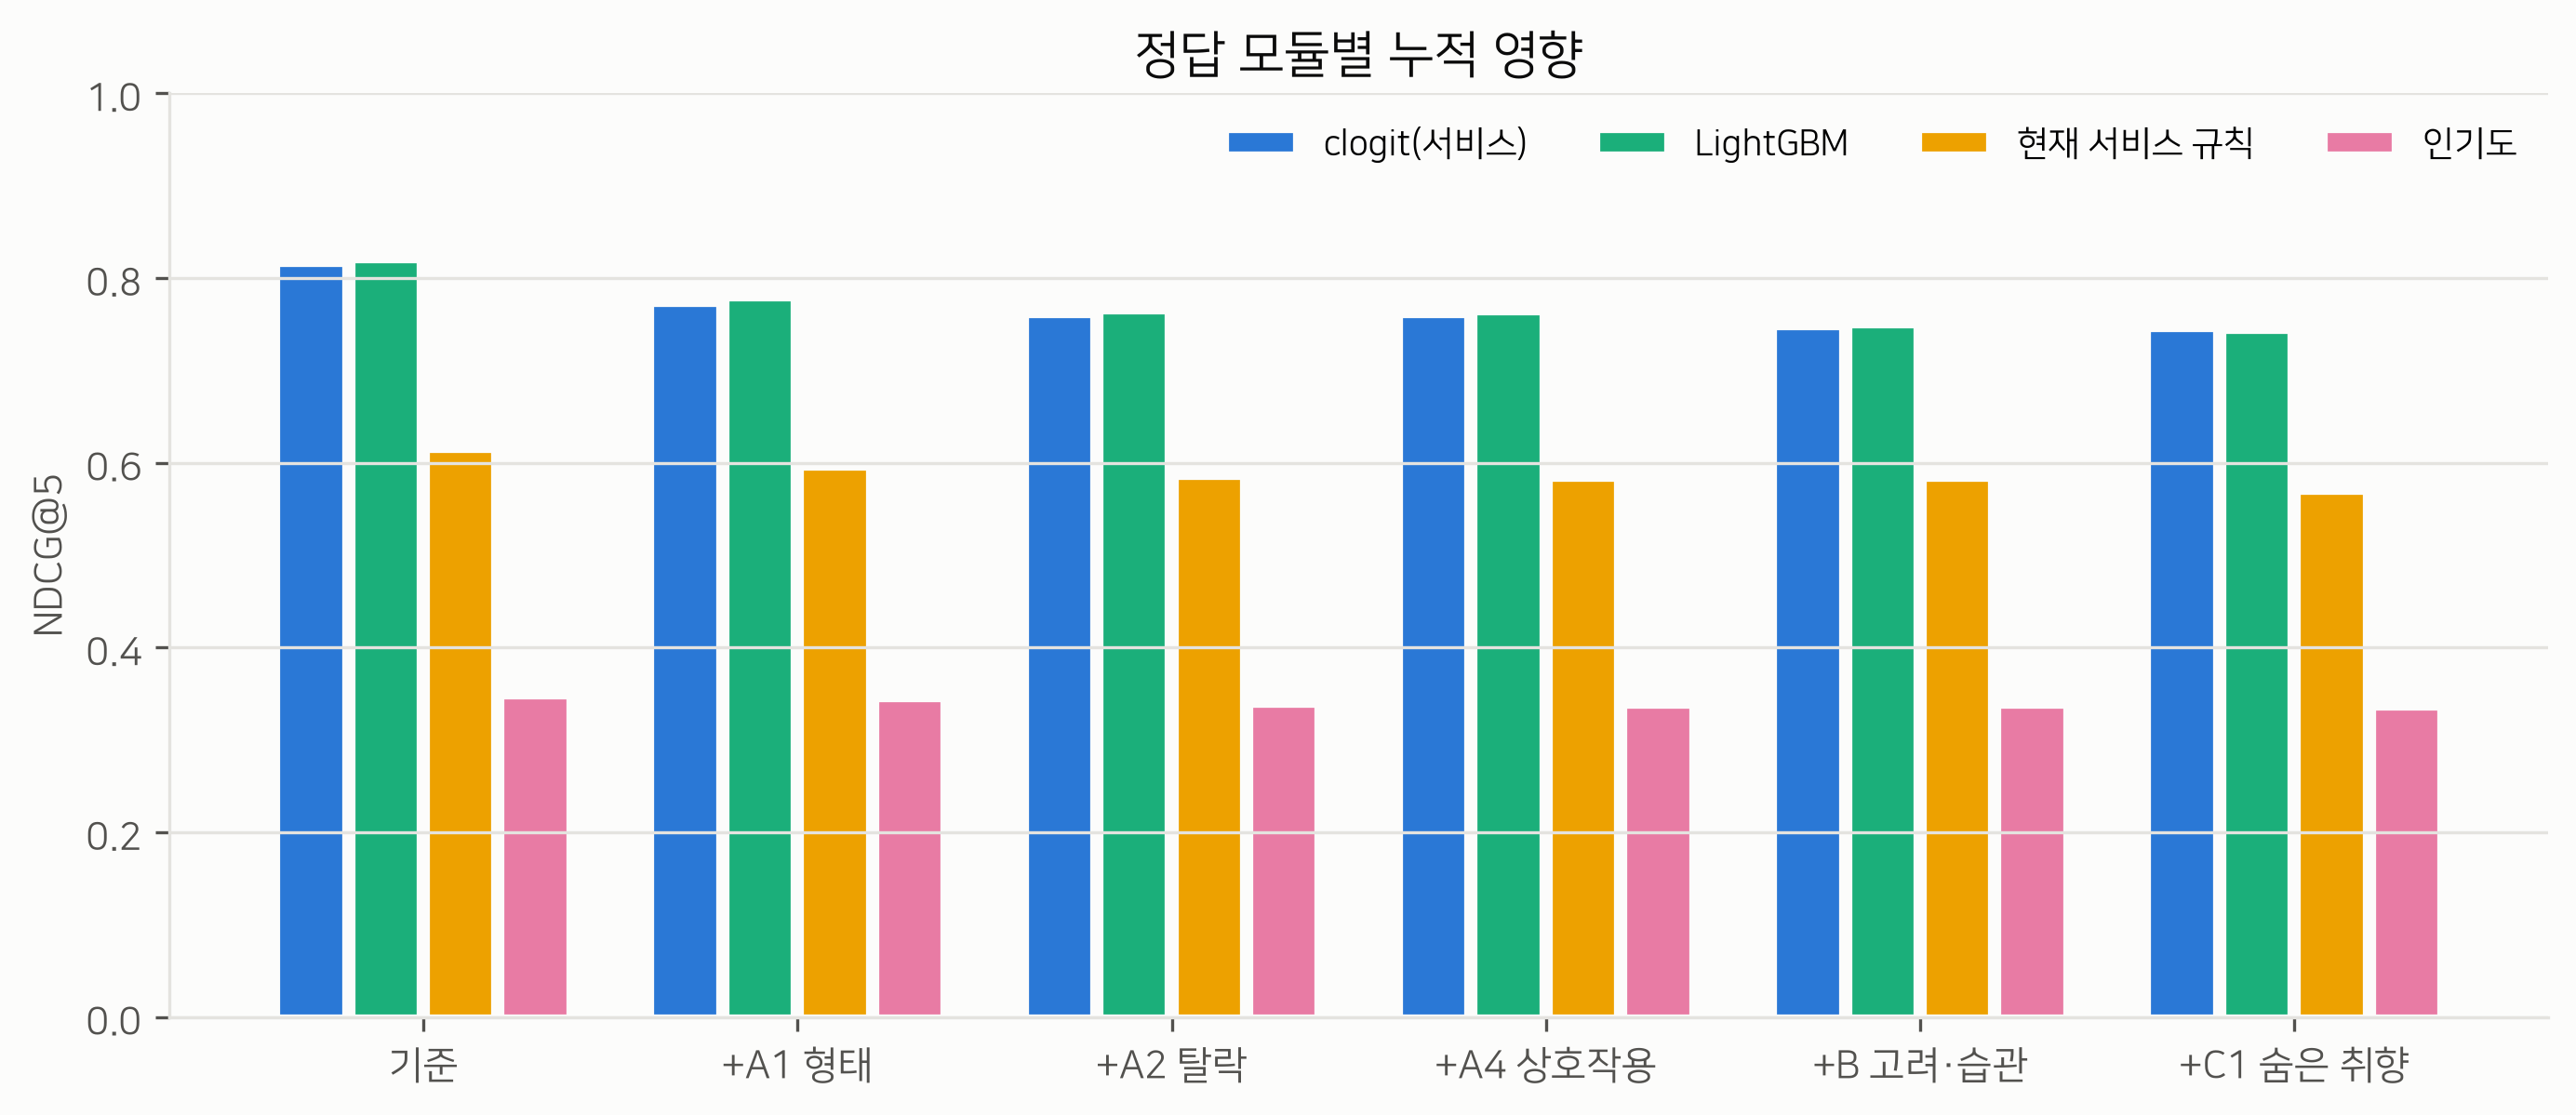 정답 모듈별 누적 영향
clogit(서비스) LightGBM 현재 서비스 규칙 인기도
NDCG@5
1.0
0.8
0.6
0.4
0.2
0.0
기준 +A1 형태 +A2 탈락 +A4 상호작용 +B 고려·습관 +C1 숨은 취향